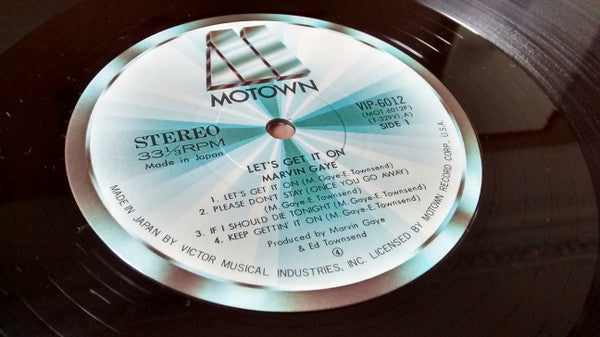 MOTOWN
STEREO
33⅓RPM
Made in Japan
VIP-6012
(MOT-6012P)
(T-329V1-A)
SIDE 1
LET'S GET IT ON
MARVIN GAYE
1. LET'S GET IT ON (M. Gaye-E. Townsend)
2. PLEASE DON'T STAY (ONCE YOU GO AWAY)
(M. Gaye-E. Townsend)
3. IF I SHOULD DIE TONIGHT (M. Gaye-E. Townsend)
4. KEEP GETTIN' IT ON (M. Gaye-E. Townsend)
Produced by Marvin Gaye
& Ed Townsend
④
MADE IN JAPAN BY VICTOR MUSICAL INDUSTRIES, INC. LICENSED BY MOTOWN RECORD CORP., U.S.A.